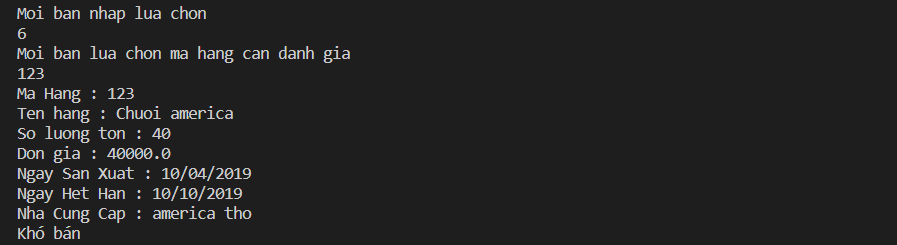 Moi ban nhap lua chon
6
Moi ban lua chon ma hang can danh gia
123
Ma Hang : 123
Ten hang : Chuoi america
So luong ton : 40
Don gia : 40000.0
Ngay San Xuat : 10/04/2019
Ngay Het Han : 10/10/2019
Nha Cung Cap : america tho
Khó bán